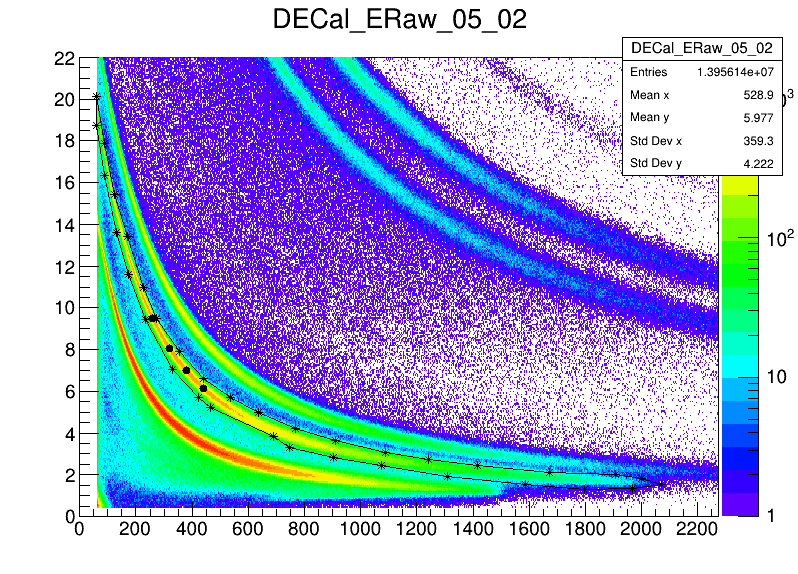 DECal_ERaw_05_02
DECal_ERaw_05_02
Entries 1.395614e+07
Mean x 528.9
Mean y 5.977
Std Dev x 359.3
Std Dev y 4.222
22
20
18
16
14
12
10
8
6
4
2
0
0 200 400 600 800 1000 1200 1400 1600 1800 2000 2200
10²
10
1